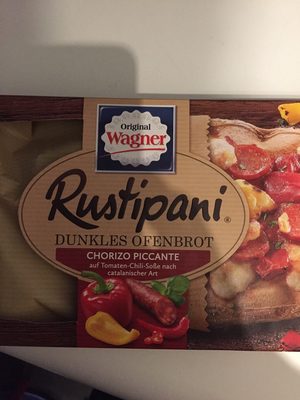 Original
Wagner
Rustipani®
DUNKLES OFENBROT
CHORIZO PICCANTE
auf Tomaten-Chili-Soße nach
catalanischer Art